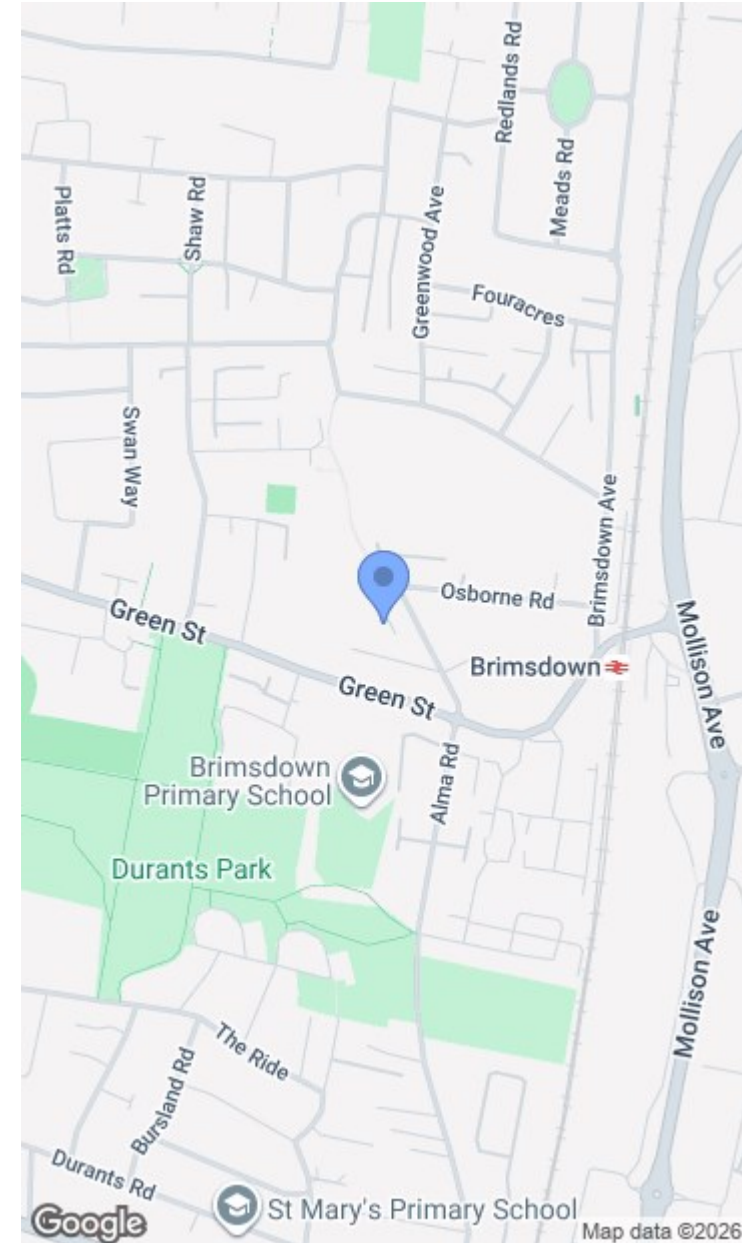 Redlands Rd
Meads Rd
Platts Rd
Shaw Rd
Greenwood Ave
Fouracres
Swan Way
Brimsdown Ave
Osborne Rd
Green St
Mollison Ave
Brimsdown
Green St
Brimsdown
Primary School
Alma Rd
Durants Park
Mollison Ave
The Ride
Bursland Rd
Durants Rd
St Mary's Primary School
Google
Map data ©2026